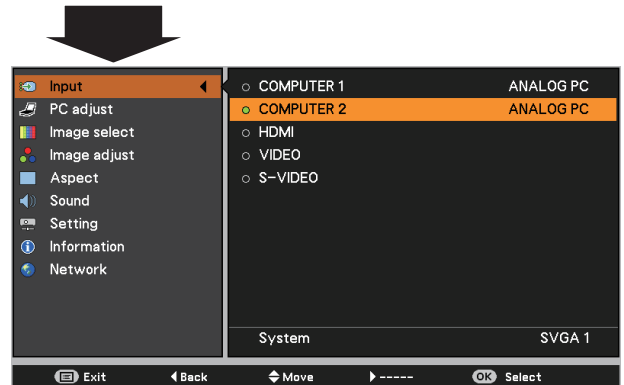 Input
PC adjust
Image select
Image adjust
Aspect
Sound
Setting
Information
Network
COMPUTER 1 ANALOG PC
COMPUTER 2 ANALOG PC
HDMI
VIDEO
S-VIDEO
System SVGA 1
Exit Back Move ----- OK Select